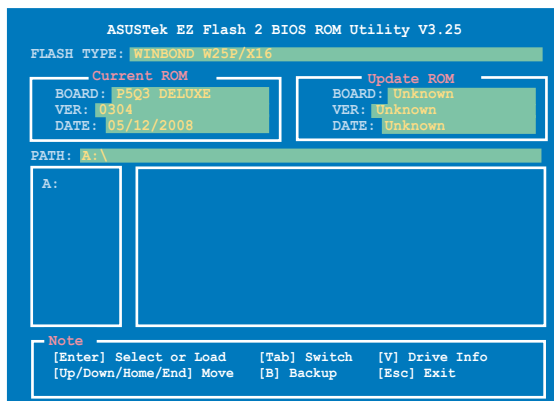 ASUSTek EZ Flash 2 BIOS ROM Utility V3.25
FLASH TYPE: WINBOND W25P/X16
Current ROM
BOARD: P5Q3 DELUXE
VER: 0304
DATE: 05/12/2008
Update ROM
BOARD: Unknown
VER: Unknown
DATE: Unknown
PATH: A:\
A:
Note
[Enter] Select or Load [Tab] Switch [V] Drive Info
[Up/Down/Home/End] Move [B] Backup [Esc] Exit